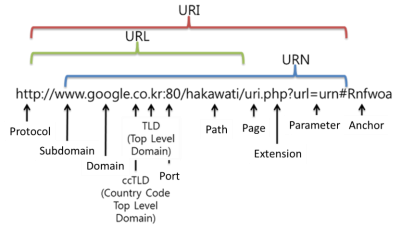 URI
URL
URN
http://www.google.co.kr:80/hakawati/uri.php?url=urn#Rnfwoa
Protocol
Subdomain
Domain
ccTLD
(Country Code
Top Level
Domain)
TLD
(Top Level
Domain)
Port
Path
Page
Extension
Parameter
Anchor